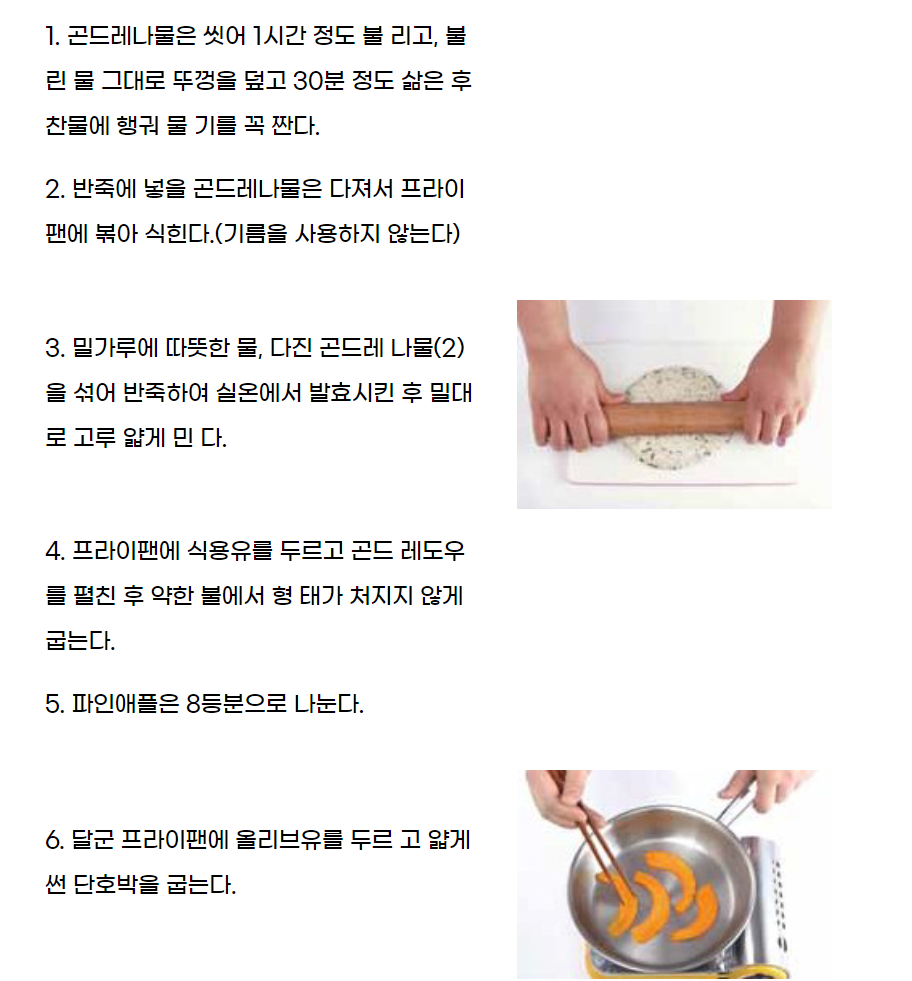 1. 곤드레나물은 씻어 1시간 정도 불 리고, 불
린 물 그대로 뚜껑을 덮고 30분 정도 삶은 후
찬물에 행궈 물 기를 꼭 짠다.
2. 반죽에 넣을 곤드레나물은 다져서 프라이
팬에 볶아 식힌다.(기름을 사용하지 않는다)
3. 밀가루에 따뜻한 물, 다진 곤드레 나물(2)
을 섞어 반죽하여 실온에서 발효시킨 후 밀대
로 고루 얇게 민 다.
4. 프라이팬에 식용유를 두르고 곤드 레도우
를 펼친 후 약한 불에서 형 태가 처지지 않게
굽는다.
5. 파인애플은 8등분으로 나눈다.
6. 달군 프라이팬에 올리브유를 두르 고 얇게
썬 단호박을 굽는다.